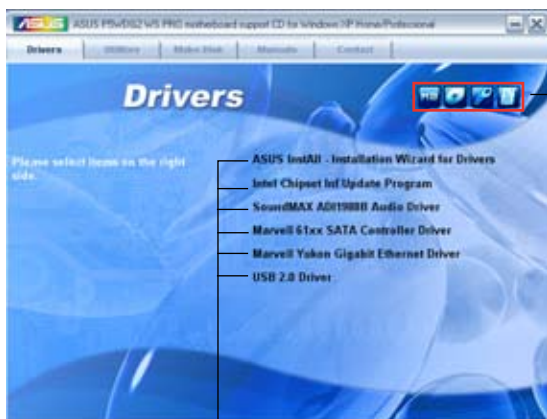 ASUS
ASUS P5WDG2 WS PRO motherboard support CD for Windows XP Home/Professional
Drivers
Utilities
Make Disk
Manuals
Contact
Drivers
Please select items on the right
side.
ASUS InstAll - Installation Wizard for Drivers
Intel Chipset Inf Update Program
SoundMAX ADI1988B Audio Driver
Marvell 61xx SATA Controller Driver
Marvell Yukon Gigabit Ethernet Driver
USB 2.0 Driver